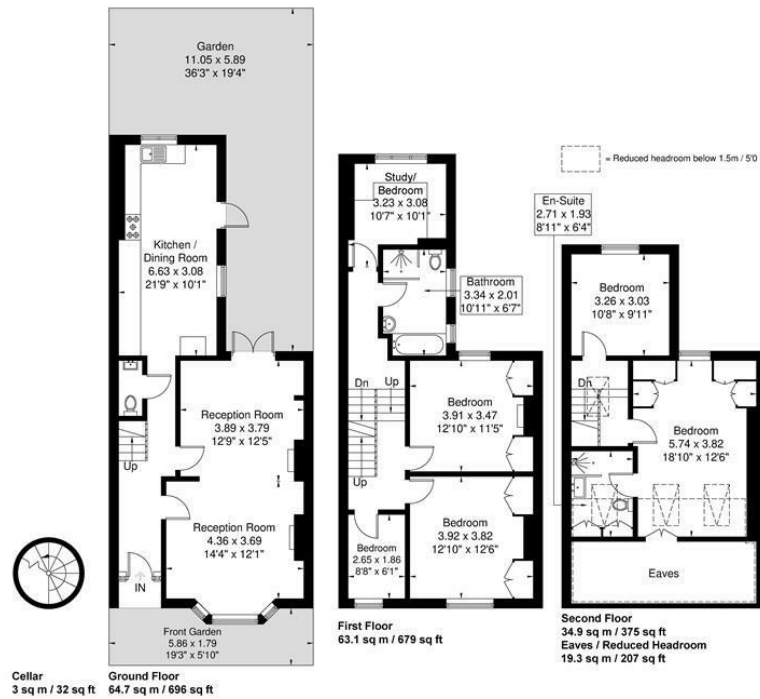 Garden
11.05 x 5.89
36'3" x 19'4"
Kitchen /
Dining Room
6.63 x 3.08
21'9" x 10'1"
Reception Room
3.89 x 3.79
12'9" x 12'5"
Up
Reception Room
4.36 x 3.69
14'4" x 12'1"
IN
Front Garden
5.86 x 1.79
19'3" x 5'10"
Cellar
3 sq m / 32 sq ft
Ground Floor
64.7 m / 696 sq ft
Study/
Bedroom
3.23 x 3.08
10'7" x 10'1"
Bathroom
3.34 x 2.01
10'11" x 6'7"
Dn
Up
Bedroom
3.91 x 3.47
12'10" x 11'5"
Up
Bedroom
3.92 x 3.82
12'10" x 12'6"
Bedroom
2.65 x 1.86
8'8" x 6'1"
First Floor
63.1 sq m / 679 sq ft
= Reduced headroom below 1.5m / 5'0
En-Suite
2.71 x 1.93
8'11" x 6'4"
Bedroom
3.26 x 3.03
10'8" x 9'11"
Dn
Bedroom
5.74 x 3.82
18'10" x 12'6"
Eaves
Second Floor
34.9 sq m / 375 sq ft
Eaves / Reduced Headroom
19.3 sq m / 207 sq ft